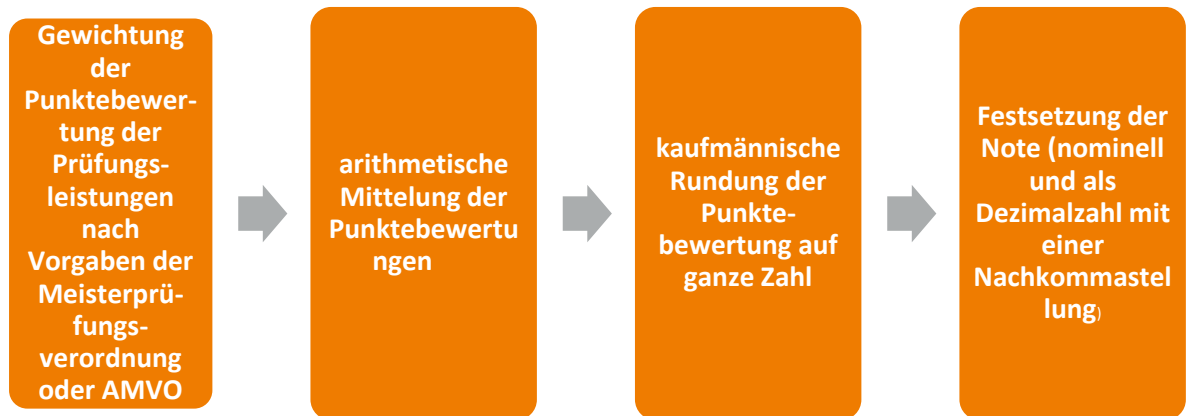 Gewichtung
der
Punktebewer-
tung der
Prüfungs-
leistungen
nach
Vorgaben der
Meisterprü-
fungs-
verordnung
oder AMVO
arithmetische
Mittelung der
Punktebewertu
ngen
kaufmännische
Rundung der
Punkte-
bewertung auf
ganze Zahl
Festsetzung der
Note (nominell
und als
Dezimalzahl mit
einer
Nachkommastel
lung)